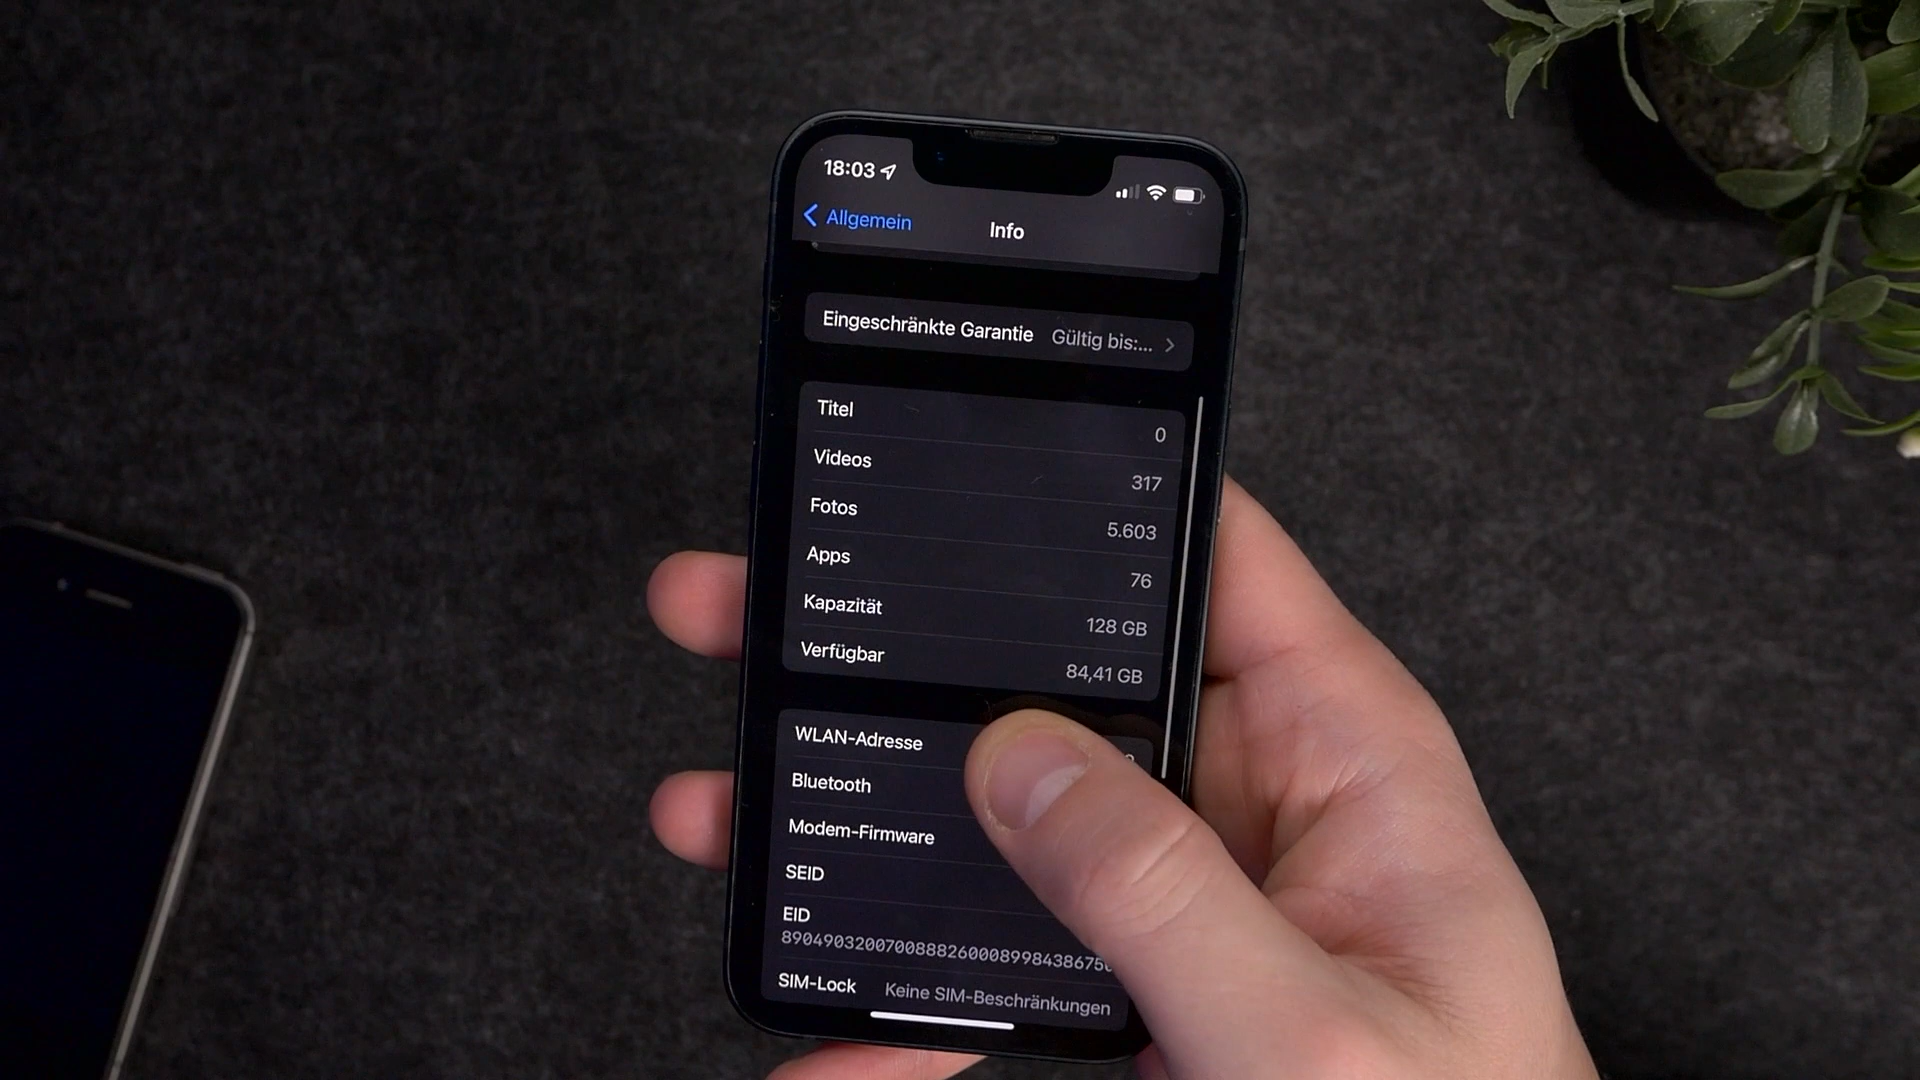 18:03
Allgemein
Info
Eingeschränkte Garantie Gültig bis:...
Titel 0
Videos 317
Fotos 5.603
Apps 76
Kapazität 128 GB
Verfügbar 84,41 GB
WLAN-Adresse
Bluetooth
Modem-Firmware
SEID
EID
SIM-Lock Keine SIM-Beschränkungen